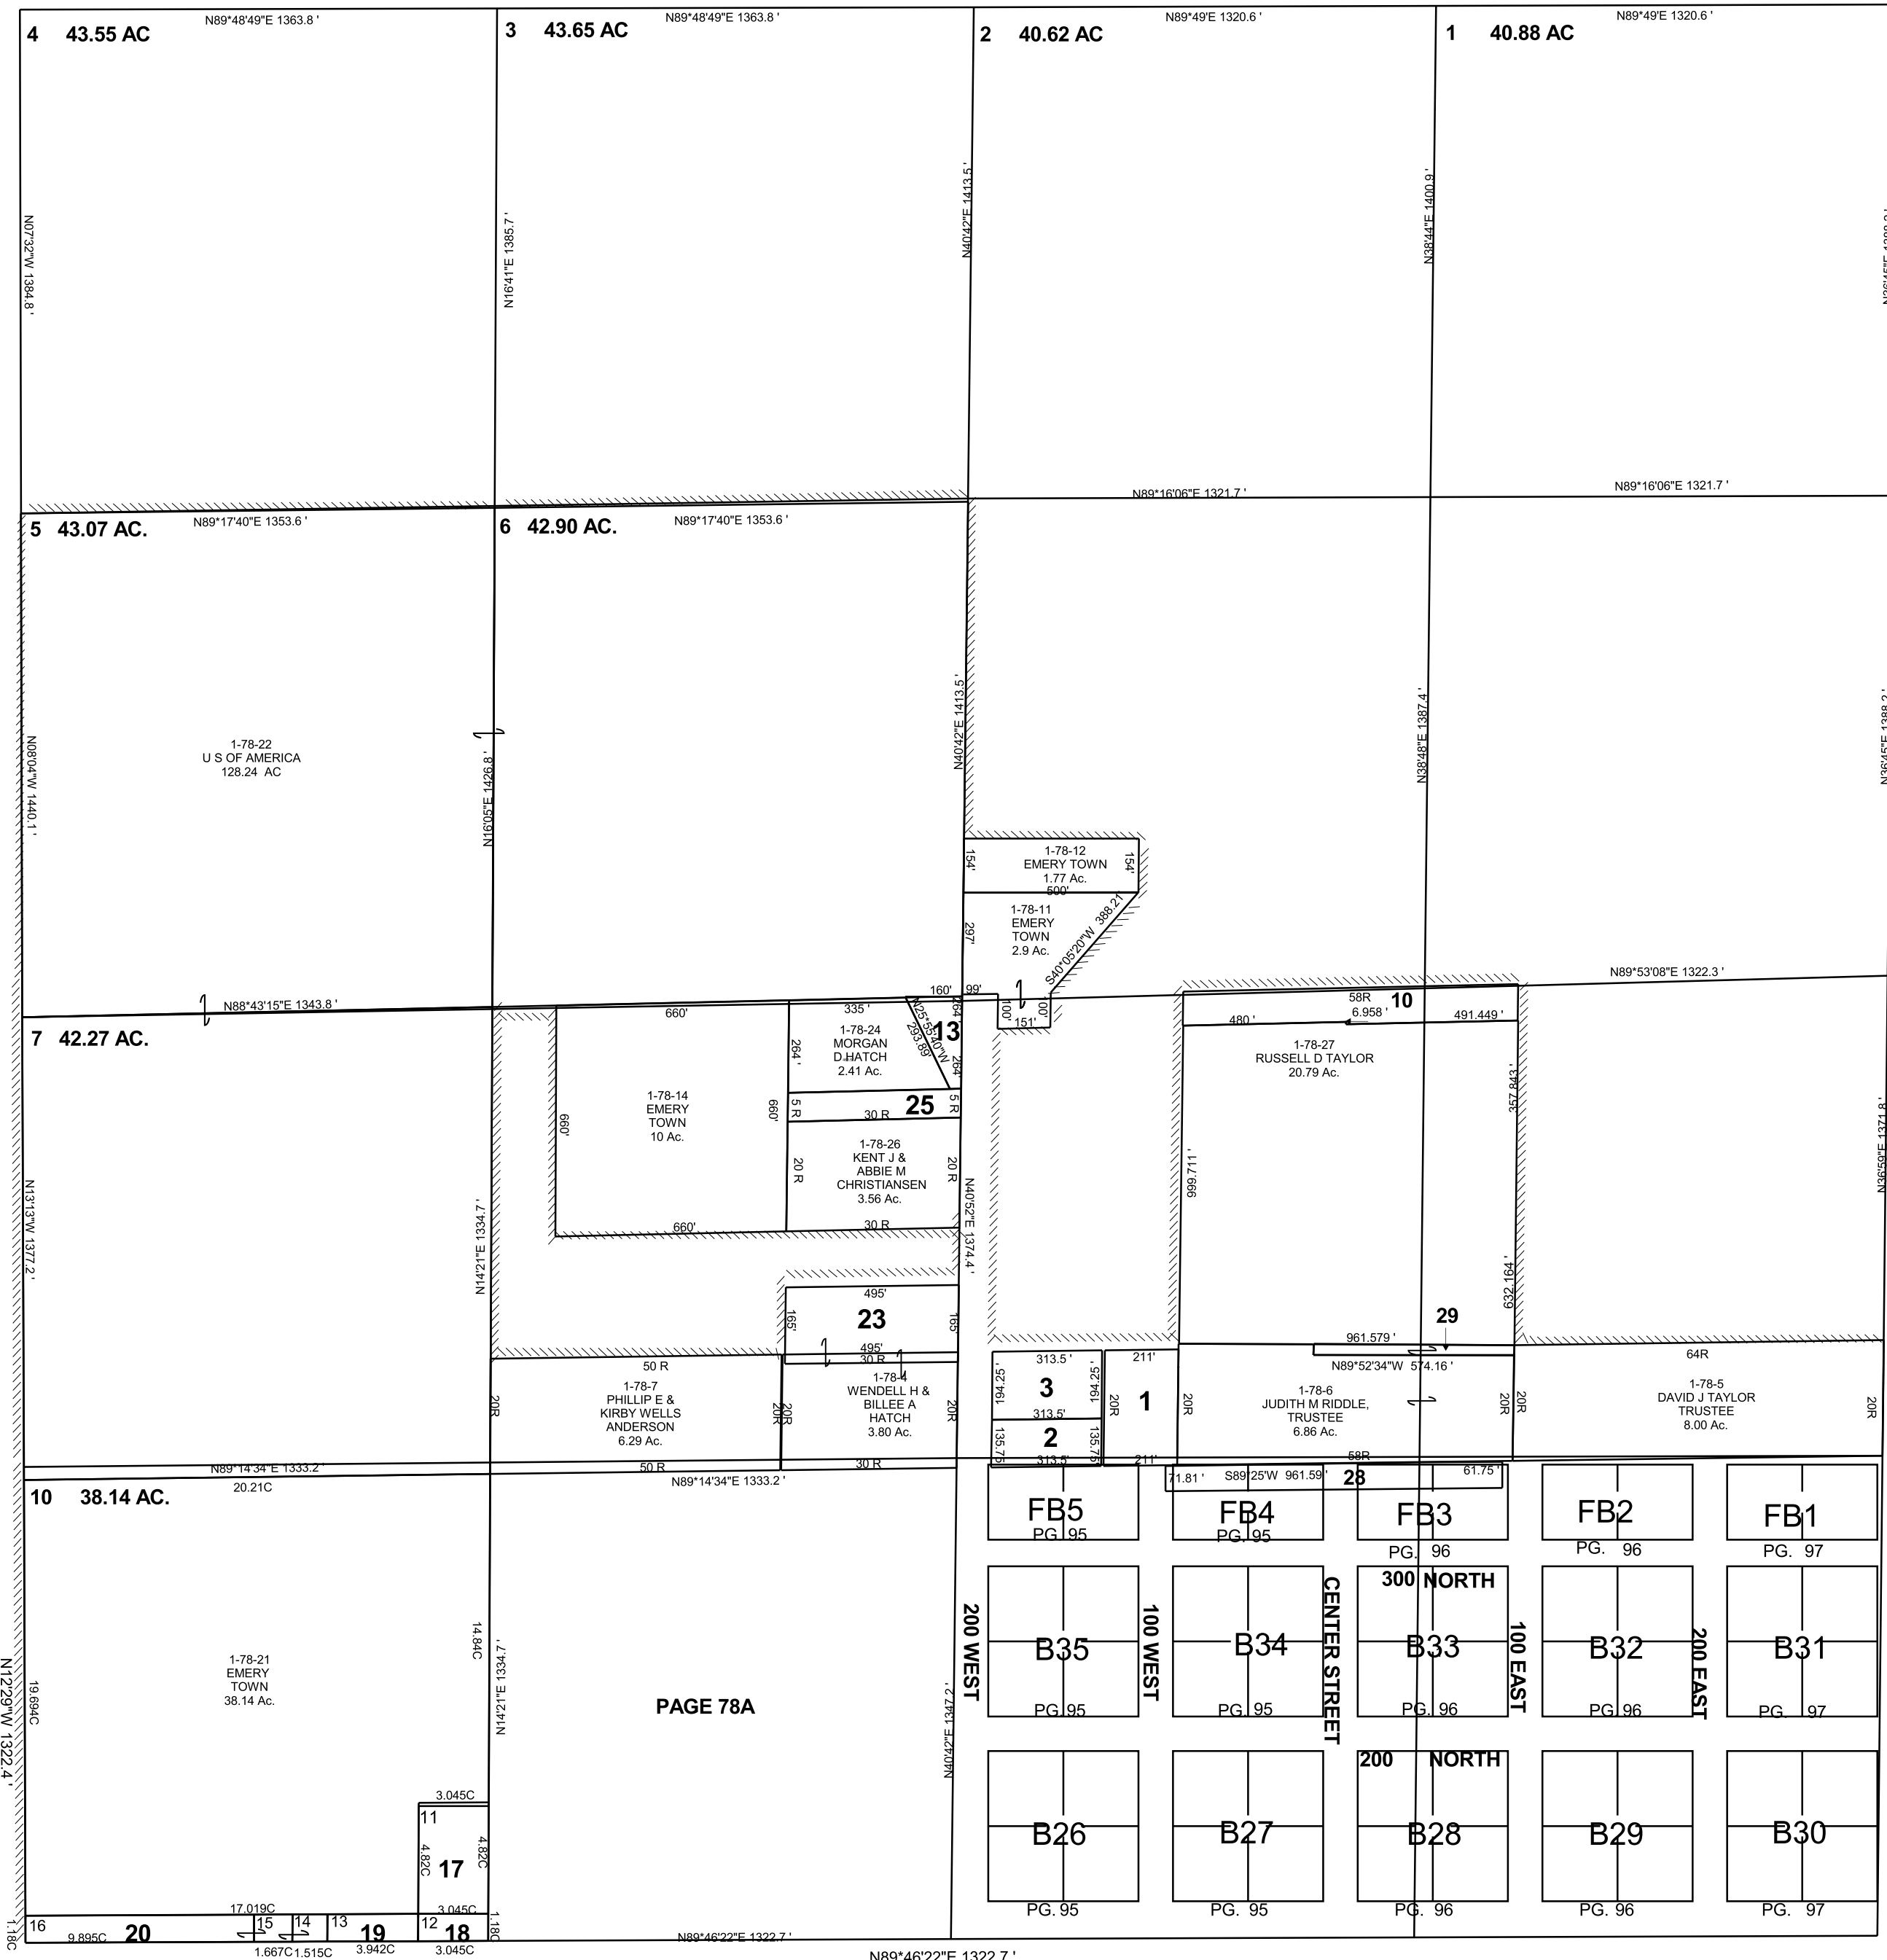 N89*48'49"E 1363.8 '
N89*48'49"E 1363.8 '
N89*49'E 1320.6 '
N89*49'E 1320.6 '
4 43.55 AC
3 43.65 AC
2 40.62 AC
1 40.88 AC
N07'32"W 1384.8 '
N16'41"E 1385.7 '
N40'42"E 1413.5 '
N38'44"E 1400.9 '
N89*16'06"E 1321.7 '
N89*16'06"E 1321.7 '
5 43.07 AC.
N89*17'40"E 1353.6 '
6 42.90 AC.
N89*17'40"E 1353.6 '
N08'04"W 1440.1 '
1-78-22
U S OF AMERICA
128.24 AC
N16'05"E 1426.8 '
N40'42"E 1413.5 '
N38'48"E 1387.4 '
N36'45"E 1388.2 '
154'
1-78-12
EMERY TOWN
1.77 Ac.
154'
500'
297'
1-78-11
EMERY
TOWN
2.9 Ac.
S40*05'20"W 388.21'
N88*43'15"E 1343.8 '
160'
99'
100'
151'
100'
N89*53'08"E 1322.3 '
7 42.27 AC.
660'
335 '
264'
N25*55'40"W
293.89'
13
264'
58R
10
6.958 '
480 '
491.449 '
1-78-24
MORGAN
D.HATCH
2.41 Ac.
264 '
1-78-27
RUSSELL D TAYLOR
20.79 Ac.
357.843 '
1-78-14
EMERY
TOWN
10 Ac.
660'
660'
5 R
25
5 R
30 R
1-78-26
KENT J &
ABBIE M
CHRISTIANSEN
3.56 Ac.
20 R
20 R
660'
30 R
N13'13"W 1377.2 '
N14'21"E 1334.7 '
N40'52"E 1374.4 '
996.711 '
632.164 '
N36'59"E 1371.8 '
495'
165'
23
165'
495'
30 R
29
961.579 '
N89*52'34"W 574.16 '
50 R
1-78-7
PHILLIP E &
KIRBY WELLS
ANDERSON
6.29 Ac.
20R
20R
20R
1-78-4
WENDELL H &
BILLEE A
HATCH
3.80 Ac.
20R
313.5 '
194.25'
3
194.25'
313.5'
135.75'
2
135.75'
313.5'
211'
20R
1
211'
20R
1-78-6
JUDITH M RIDDLE,
TRUSTEE
6.86 Ac.
20R
20R
58R
64R
1-78-5
DAVID J TAYLOR
TRUSTEE
8.00 Ac.
20R
N89*14'34"E 1333.2 '
50 R
30 R
N89*14'34"E 1333.2 '
71.81 '
S89'25'W 961.59 '
28
61.75 '
10 38.14 AC.
20.21C
FB5
PG. 95
FB4
PG. 95
FB3
PG. 96
FB2
PG. 96
FB1
PG. 97
300 NORTH
200 WEST
100 WEST
CENTER STREET
100 EAST
200 EAST
B35
PG. 95
B34
PG. 95
B33
PG. 96
B32
PG. 96
B31
PG. 97
N12'29"W 1322.4 '
19.694C
1-78-21
EMERY
TOWN
38.14 Ac.
14.84C
N14'21"E 1334.7 '
PAGE 78A
N40'42"E 1347.2 '
200 NORTH
B26
PG. 95
B27
PG. 95
B28
PG. 96
B29
PG. 96
B30
PG. 97
3.045C
11
4.82C
17
4.82C
17.019C
3.045C
1.18C
16
9.895C
20
15
1.667C
14
1.515C
13
19
3.942C
12
18
3.045C
1.18C
N89*46'22"E 1322.7 '
N89*46'22"E 1322.7 '